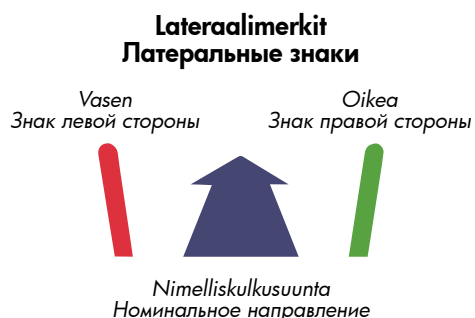 Lateraalimerkit
Латеральные знаки
Vasen
Знак левой стороны
Oikea
Знак правой стороны
Nimelliskulkusuunta
Номинальное направление